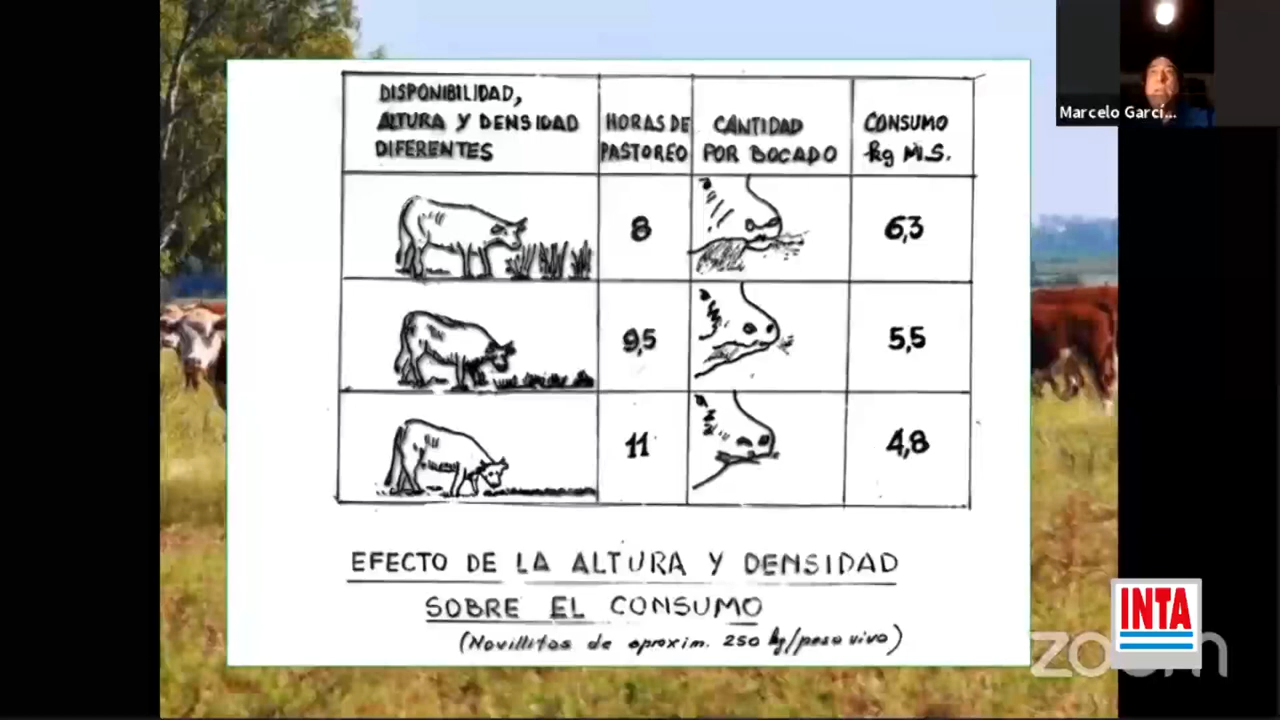 DISPONIBILIDAD,
ALTURA Y DENSIDAD
DIFERENTES
HORAS DE
PASTOREO
CANTIDAD
POR BOCADO
CONSUMO
kg M.S.
8
6,3
9,5
5,5
11
4,8
EFECTO DE LA ALTURA Y DENSIDAD
SOBRE EL CONSUMO
(Novillitos de aproxim. 250 kg/peso vivo)
Marcelo Garcí...
INTA
zoom